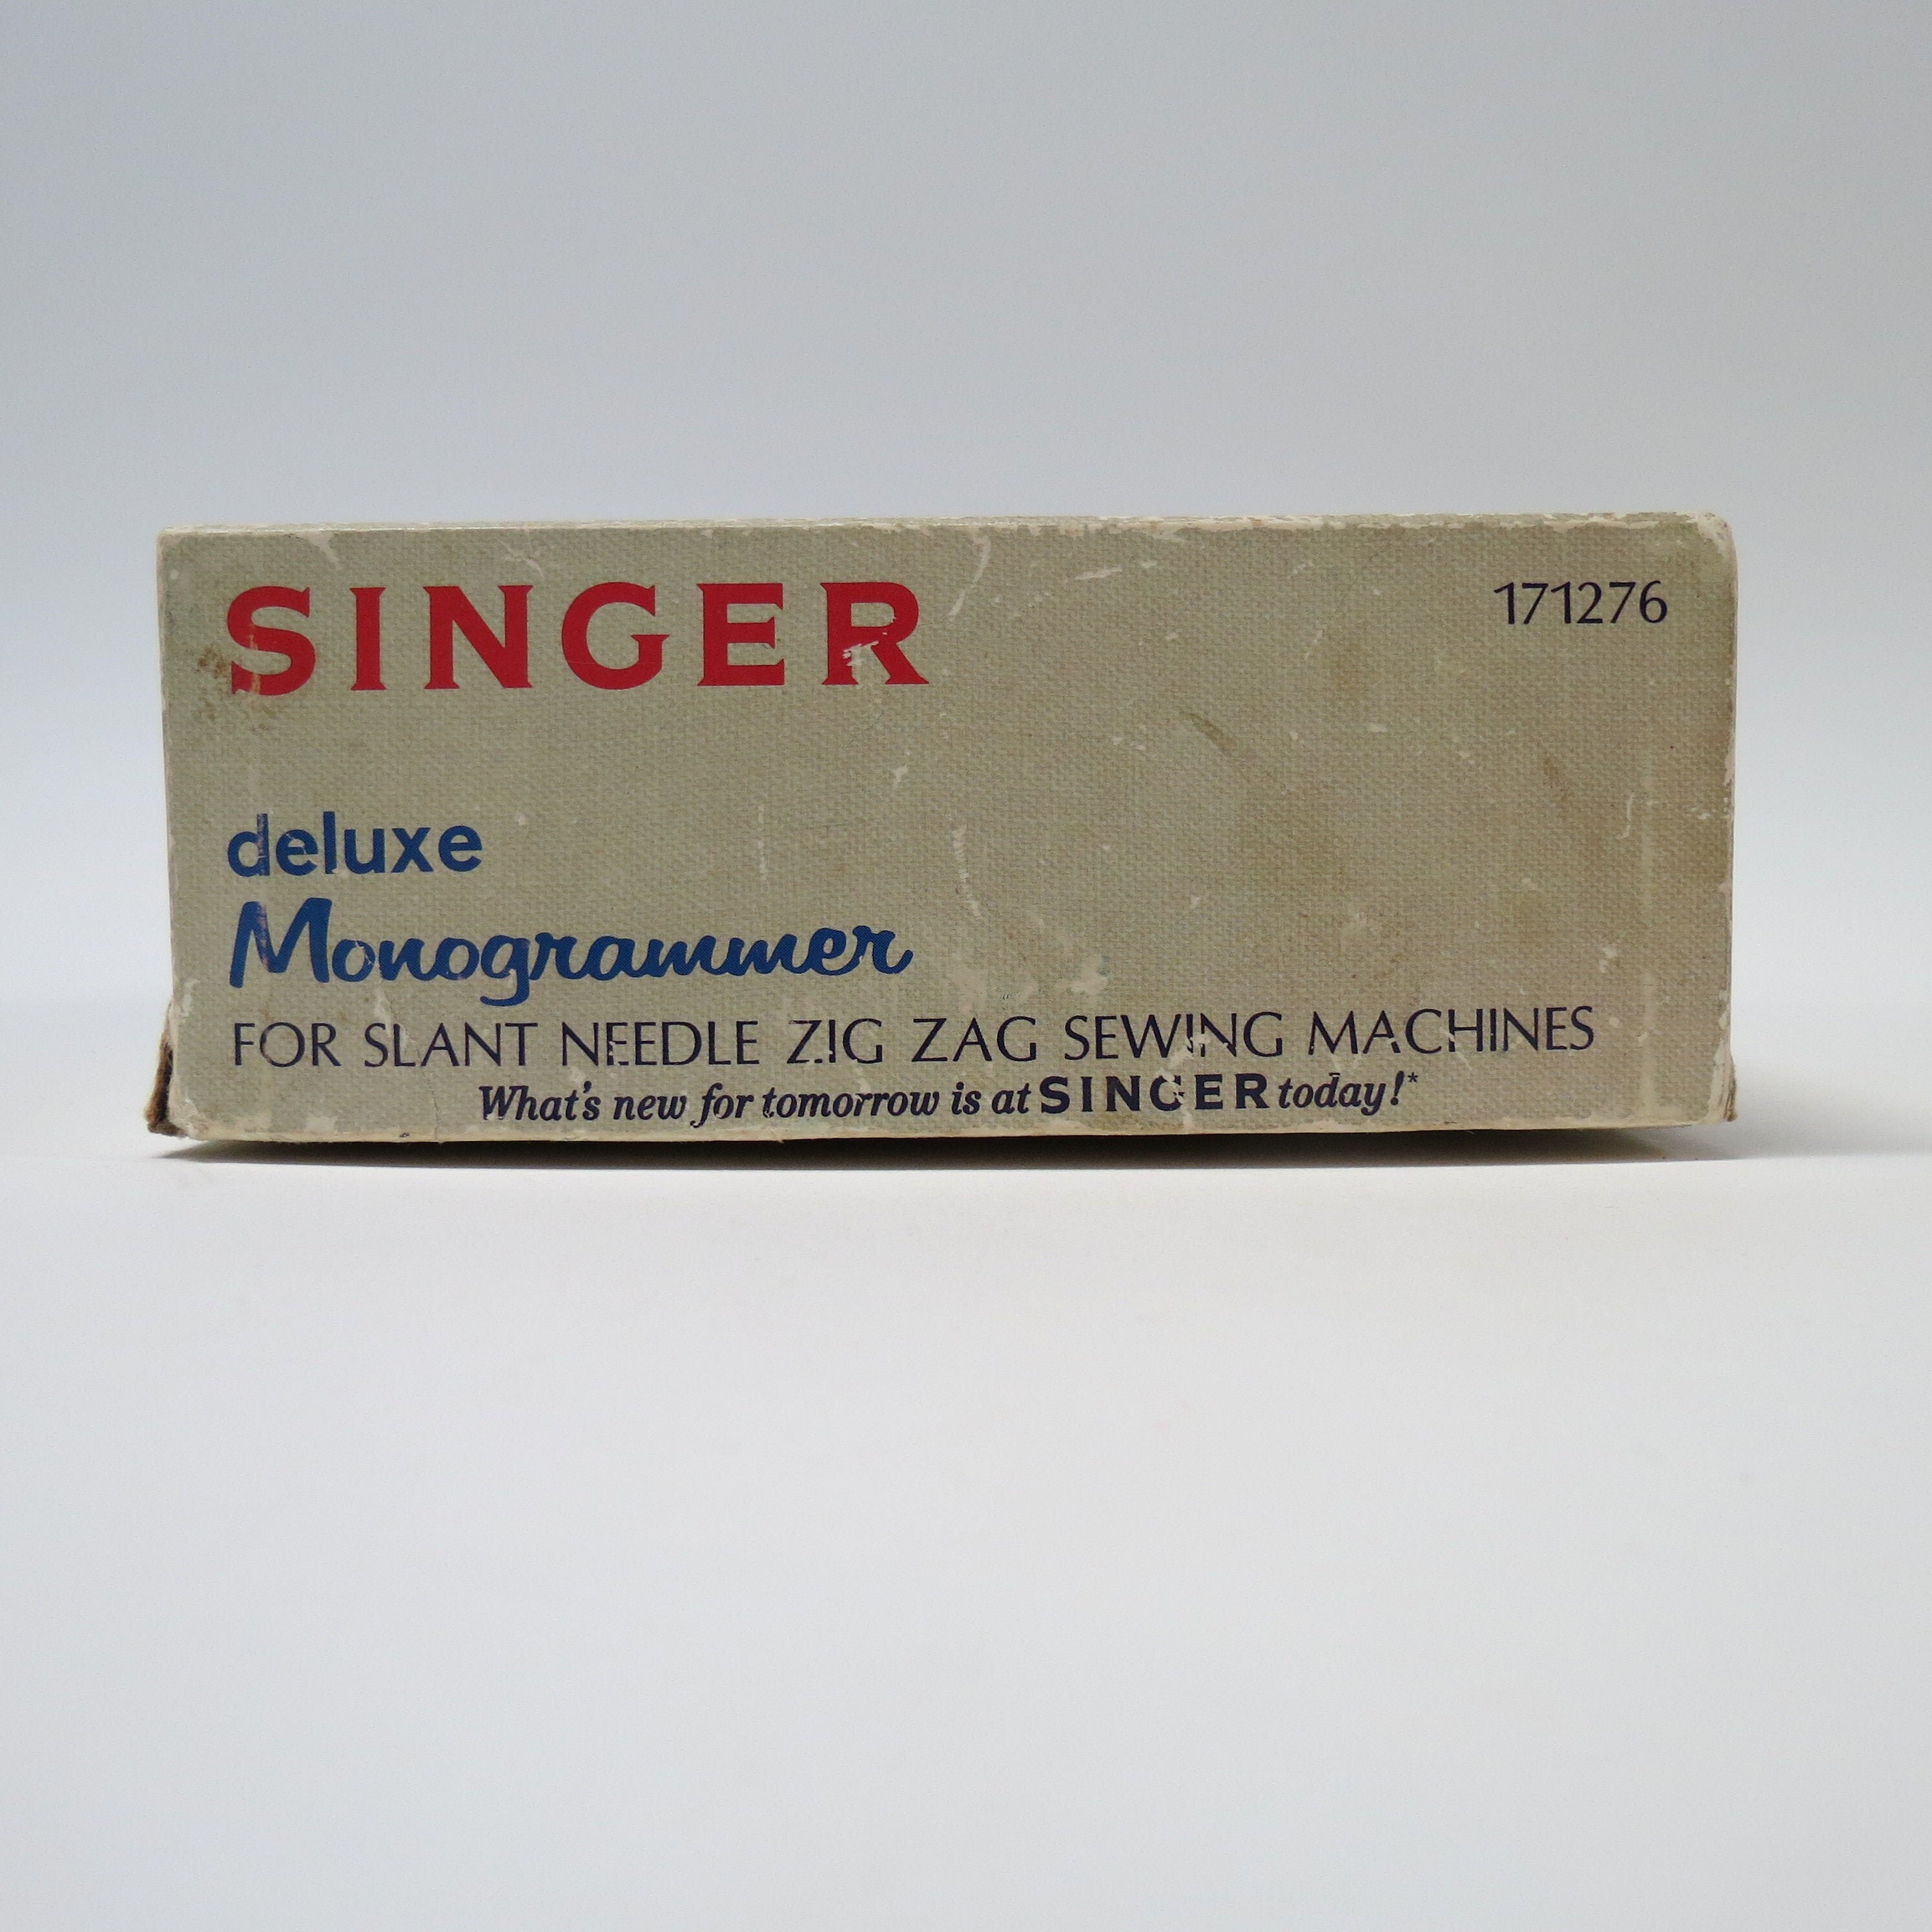 SINGER
171276
deluxe
Monogrammer
FOR SLANT NEEDLE ZIG ZAG SEWING MACHINES
What's new for tomorrow is at SINGER today!*